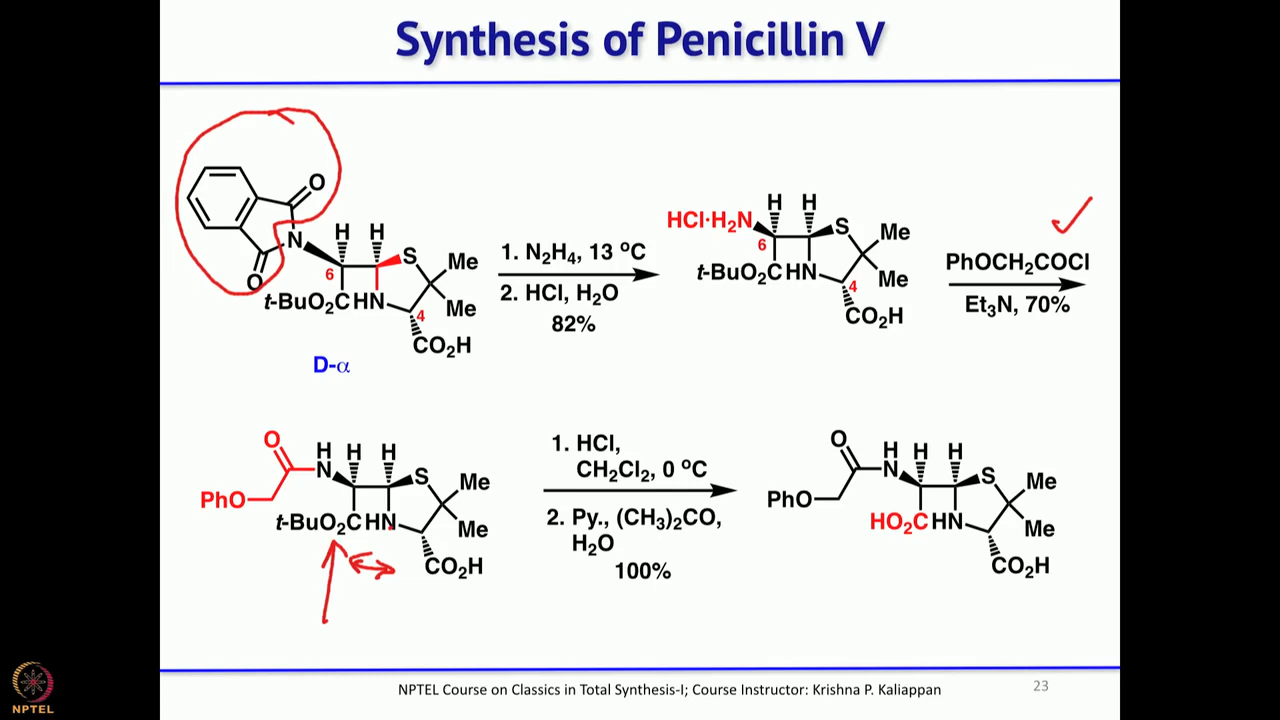 Synthesis of Penicillin V
O
N
O
H H
S
Me
Me
6
t-BuO₂C HN
4
CO₂H
D-α
1. N₂H₄, 13 ºC
2. HCl, H₂O
82%
HCl·H₂N
H H
S
Me
Me
6
t-BuO₂C HN
4
CO₂H
PhOCH₂COCl
Et₃N, 70%
O
H H H
N
S
Me
Me
PhO
t-BuO₂C HN
CO₂H
1. HCl,
CH₂Cl₂, 0 ºC
2. Py., (CH₃)₂CO,
H₂O
100%
O
H H H
N
S
Me
Me
PhO
HO₂C HN
CO₂H
NPTEL
NPTEL Course on Classics in Total Synthesis-I; Course Instructor: Krishna P. Kaliappan
23